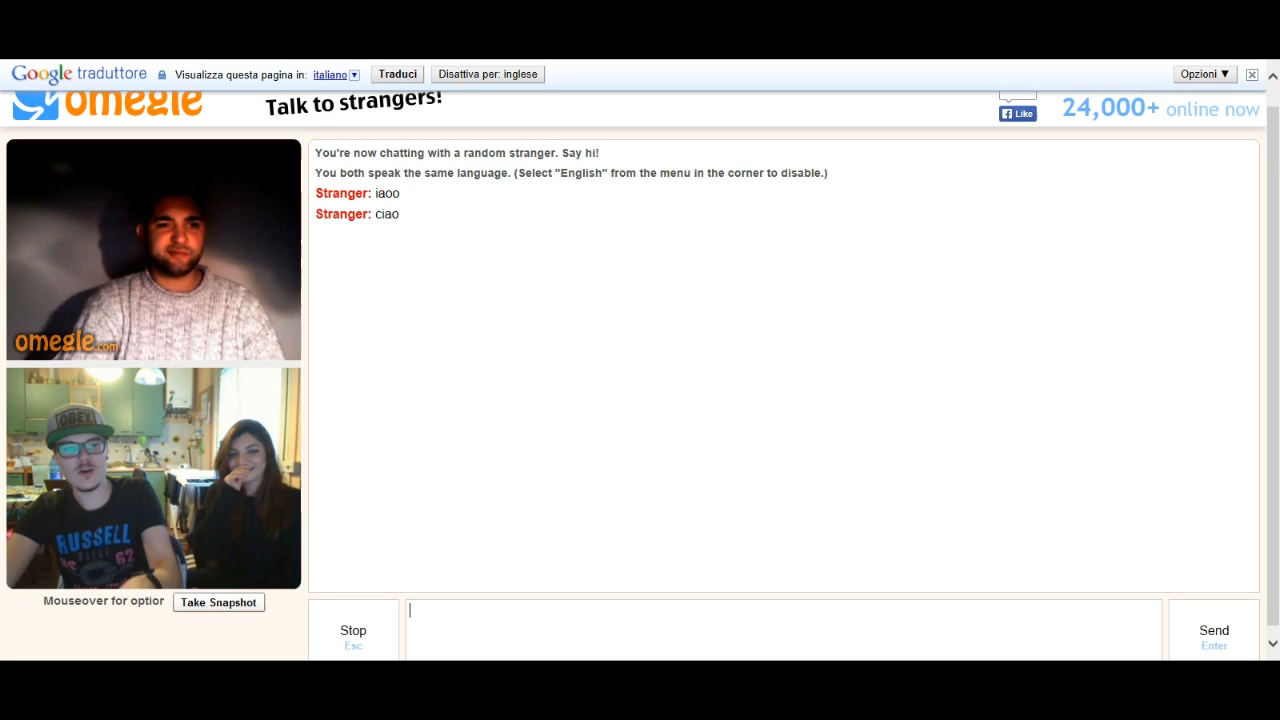 Google traduttore Visualizza questa pagina in: italiano Traduci Disattiva per: inglese Opzioni ▼
omegle Talk to strangers! Like 24,000+ online now
You're now chatting with a random stranger. Say hi!
You both speak the same language. (Select "English" from the menu in the corner to disable.)
Stranger: iaoo
Stranger: ciao
omegle.com
OBEY
RUSSELL
62
Mouseover for option Take Snapshot
Stop
Esc
Send
Enter